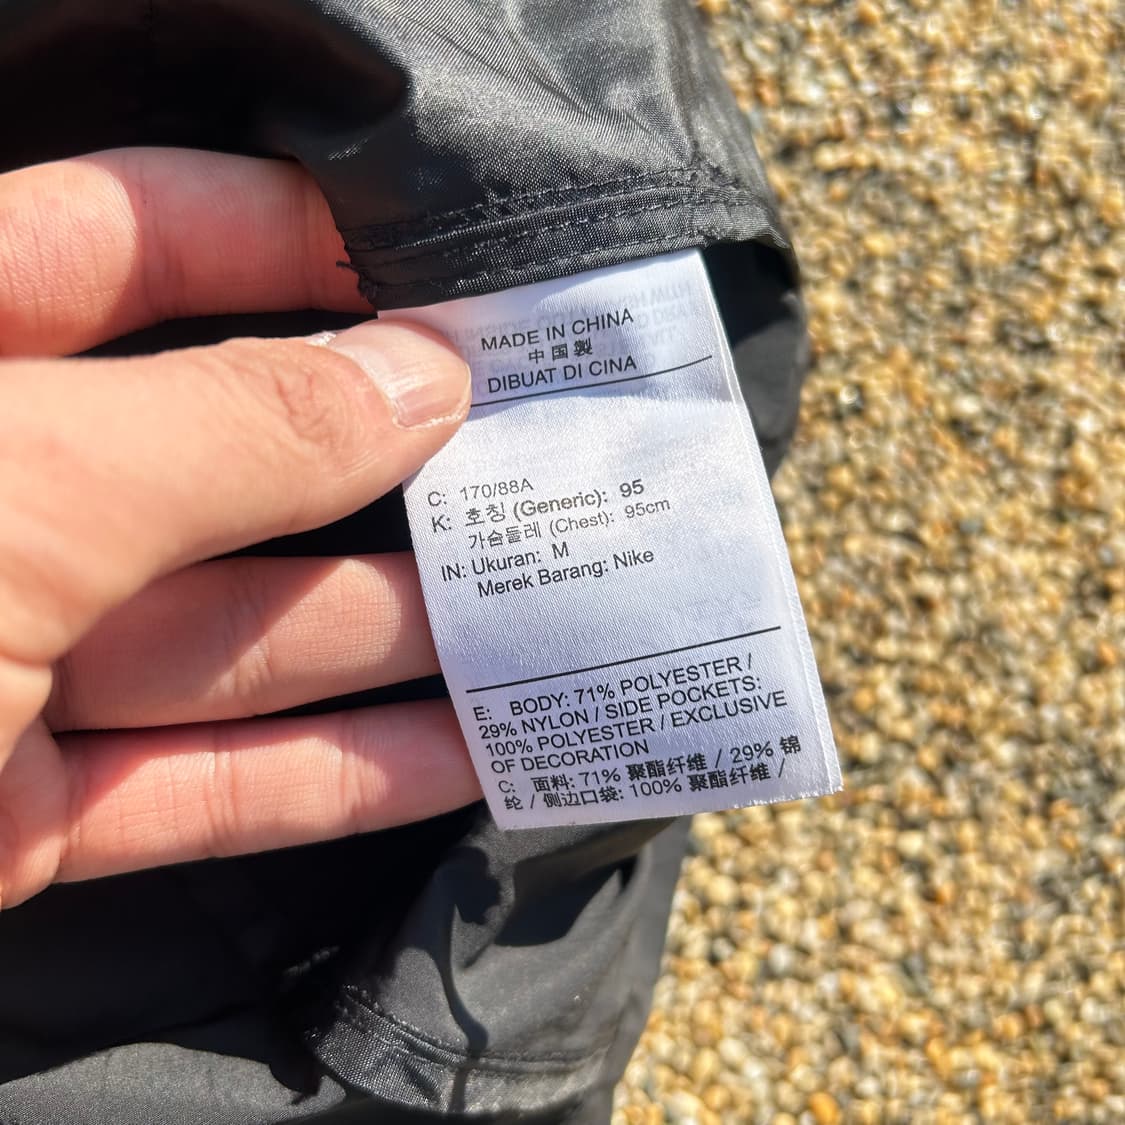 MADE IN CHINA
中国製
DIBUAT DI CINA
C: 170/88A
K: 호칭 (Generic): 95
가슴둘레 (Chest): 95cm
IN: Ukuran: M
Merek Barang: Nike
E: BODY: 71% POLYESTER /
29% NYLON / SIDE POCKETS:
100% POLYESTER / EXCLUSIVE
OF DECORATION
C: 面料: 71% 聚酯纤维 / 29% 锦
纶 / 侧边口袋: 100% 聚酯纤维 /